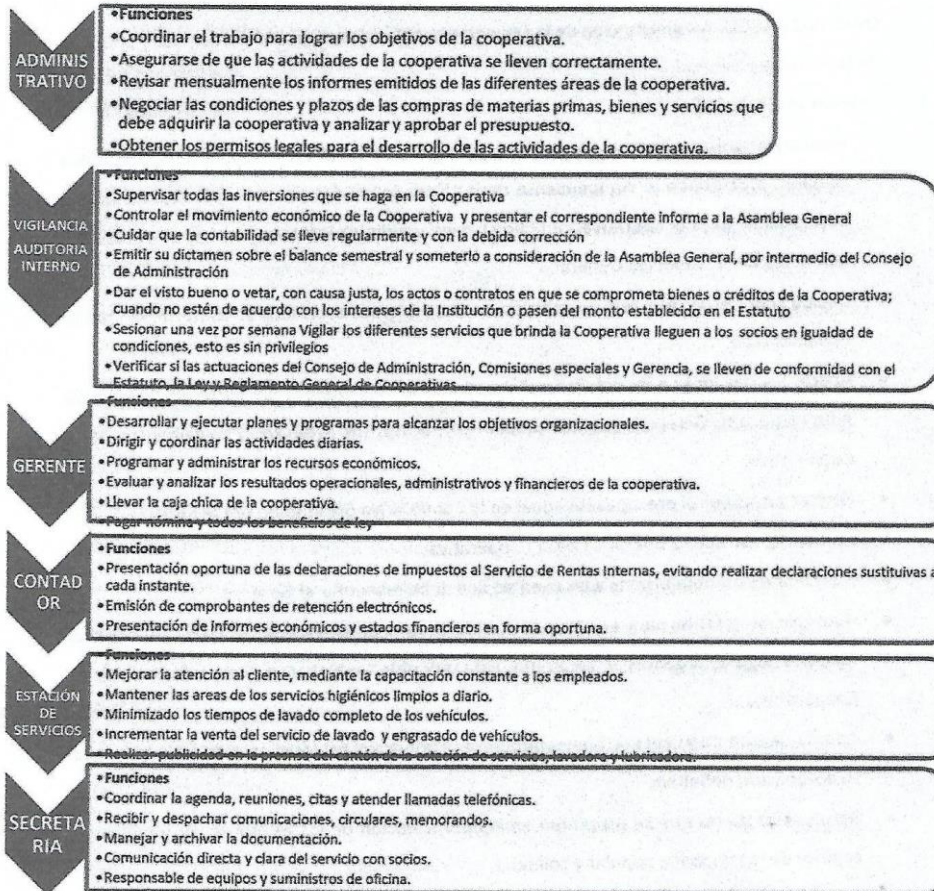 ADMINIS
TRATIVO
•Funciones
•Coordinar el trabajo para lograr los objetivos de la cooperativa.
•Asegurarse de que las actividades de la cooperativa se lleven correctamente.
•Revisar mensualmente los informes emitidos de las diferentes áreas de la cooperativa.
•Negociar las condiciones y plazos de las compras de materias primas, bienes y servicios que
debe adquirir la cooperativa y analizar y aprobar el presupuesto.
•Obtener los permisos legales para el desarrollo de las actividades de la cooperativa.
VIGILANCIA
AUDITORIA
INTERNO
•Funciones
•Supervisar todas las inversiones que se haga en la Cooperativa
•Controlar el movimiento económico de la Cooperativa y presentar el correspondiente informe a la Asamblea General
•Cuidar que la contabilidad se lleve regularmente y con la debida corrección
•Emitir su dictamen sobre el balance semestral y someterlo a consideración de la Asamblea General, por intermedio del Consejo
de Administración
•Dar el visto bueno o vetar, con causa justa, los actos o contratos en que se comprometa bienes o créditos de la Cooperativa;
cuando no estén de acuerdo con los intereses de la Institución o pasen del monto establecido en el Estatuto
•Sesionar una vez por semana Vigilar los diferentes servicios que brinda la Cooperativa lleguen a los socios en igualdad de
condiciones, esto es sin privilegios
•Verificar si las actuaciones del Consejo de Administración, Comisiones especiales y Gerencia, se lleven de conformidad con el
Estatuto, la Ley y Reglamento General de Cooperativas
GERENTE
•Funciones
•Desarrollar y ejecutar planes y programas para alcanzar los objetivos organizacionales.
•Dirigir y coordinar las actividades diarias.
•Programar y administrar los recursos económicos.
•Evaluar y analizar los resultados operacionales, administrativos y financieros de la cooperativa.
•Llevar la caja chica de la cooperativa.
•Pagar nómina y todos los beneficios de ley
CONTAD
OR
•Funciones
•Presentación oportuna de las declaraciones de impuestos al Servicio de Rentas Internas, evitando realizar declaraciones sustituivas a
cada instante.
•Emisión de comprobantes de retención electrónicos.
•Presentación de informes económicos y estados financieros en forma oportuna.
ESTACIÓN
DE
SERVICIOS
•Funciones
•Mejorar la atención al cliente, mediante la capacitación constante a los empleados.
•Mantener las areas de los servicios higiénicos limpios a diario.
•Minimizado los tiempos de lavado completo de los vehículos.
•Incrementar la venta del servicio de lavado y engrasado de vehículos.
•Realizar publicidad en la preansa del cantón de la estación de servicios, lavadora y lubricadora.
SECRETA
RIA
•Funciones
•Coordinar la agenda, reuniones, citas y atender llamadas telefónicas.
•Recibir y despachar comunicaciones, circulares, memorandos.
•Manejar y archivar la documentación.
•Comunicación directa y clara del servicio con socios.
•Responsable de equipos y suministros de oficina.